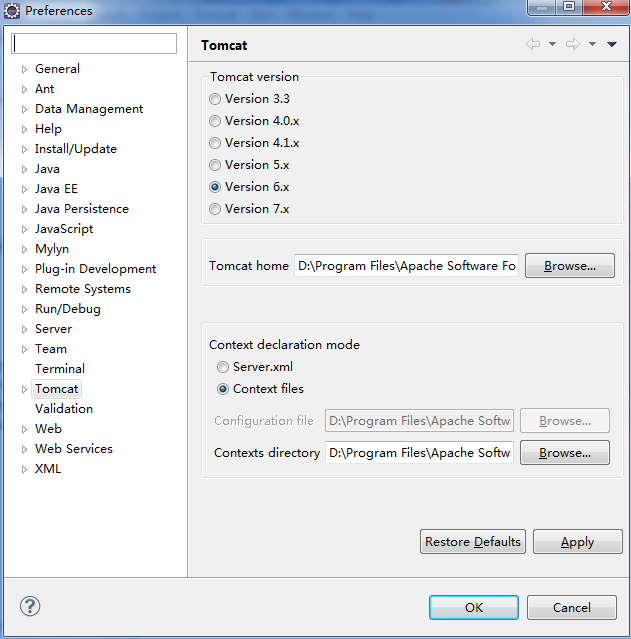 Preferences
General
Ant
Data Management
Help
Install/Update
Java
Java EE
Java Persistence
JavaScript
Mylyn
Plug-in Development
Remote Systems
Run/Debug
Server
Team
Terminal
Tomcat
Validation
Web
Web Services
XML
Tomcat
Tomcat version
Version 3.3
Version 4.0.x
Version 4.1.x
Version 5.x
Version 6.x
Version 7.x
Tomcat home D:\Program Files\Apache Software Fo Browse...
Context declaration mode
Server.xml
Context files
Configuration file D:\Program Files\Apache Softw Browse...
Contexts directory D:\Program Files\Apache Softw Browse...
Restore Defaults Apply
? OK Cancel